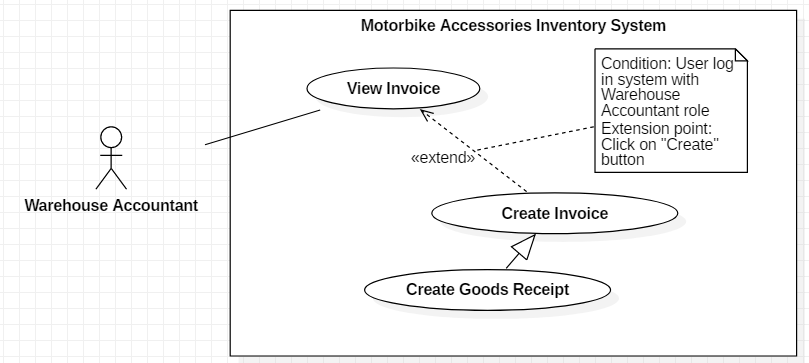 Motorbike Accessories Inventory System
View Invoice
Condition: User log
in system with
Warehouse
Accountant role
Extension point:
Click on "Create"
button
«extend»
Warehouse Accountant
Create Invoice
Create Goods Receipt